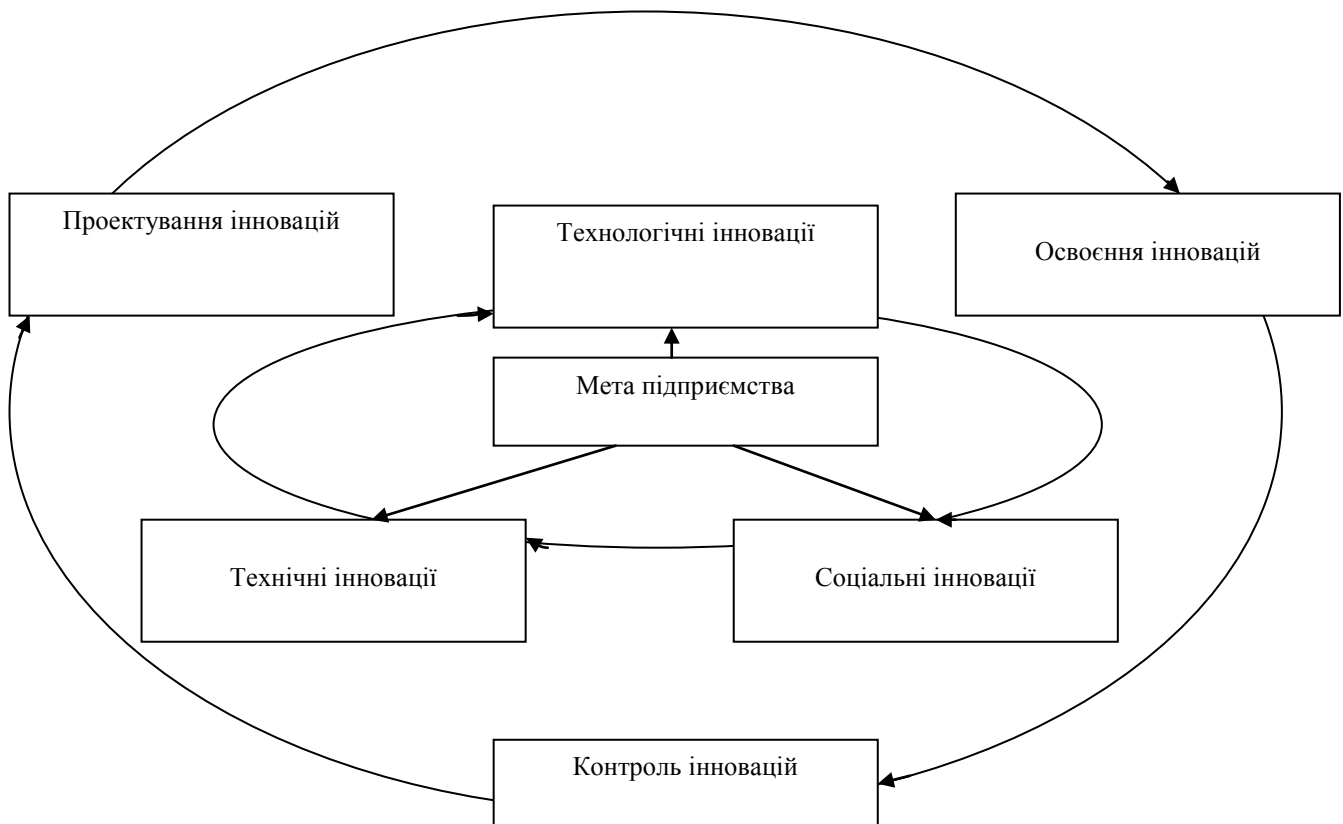 Проектування інновацій
Технологічні інновації
Освоєння інновацій
Мета підприємства
Технічні інновації
Соціальні інновації
Контроль інновацій